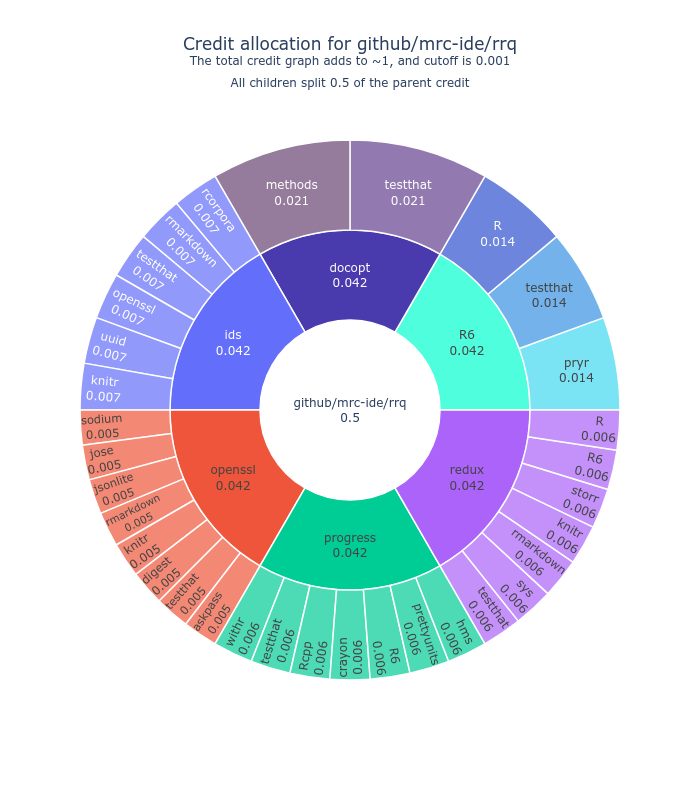 Credit allocation for github/mrc-ide/rrq
The total credit graph adds to ~1, and cutoff is 0.001
All children split 0.5 of the parent credit
github/mrc-ide/rrq
0.5
docopt
0.042
R6
0.042
redux
0.042
progress
0.042
openssl
0.042
ids
0.042
methods
0.021
testthat
0.021
R
0.014
testthat
0.014
pryr
0.014
R
0.006
R6
0.006
storr
0.006
knitr
0.006
rmarkdown
0.006
sys
0.006
testthat
0.006
hms
0.006
prettyunits
0.006
R6
0.006
crayon
0.006
Rcpp
0.006
testthat
0.006
withr
0.006
askpass
0.005
testthat
0.005
digest
0.005
knitr
0.005
rmarkdown
0.005
jsonlite
0.005
jose
0.005
sodium
0.005
knitr
0.007
uuid
0.007
openssl
0.007
testthat
0.007
rmarkdown
0.007
rcorpora
0.007